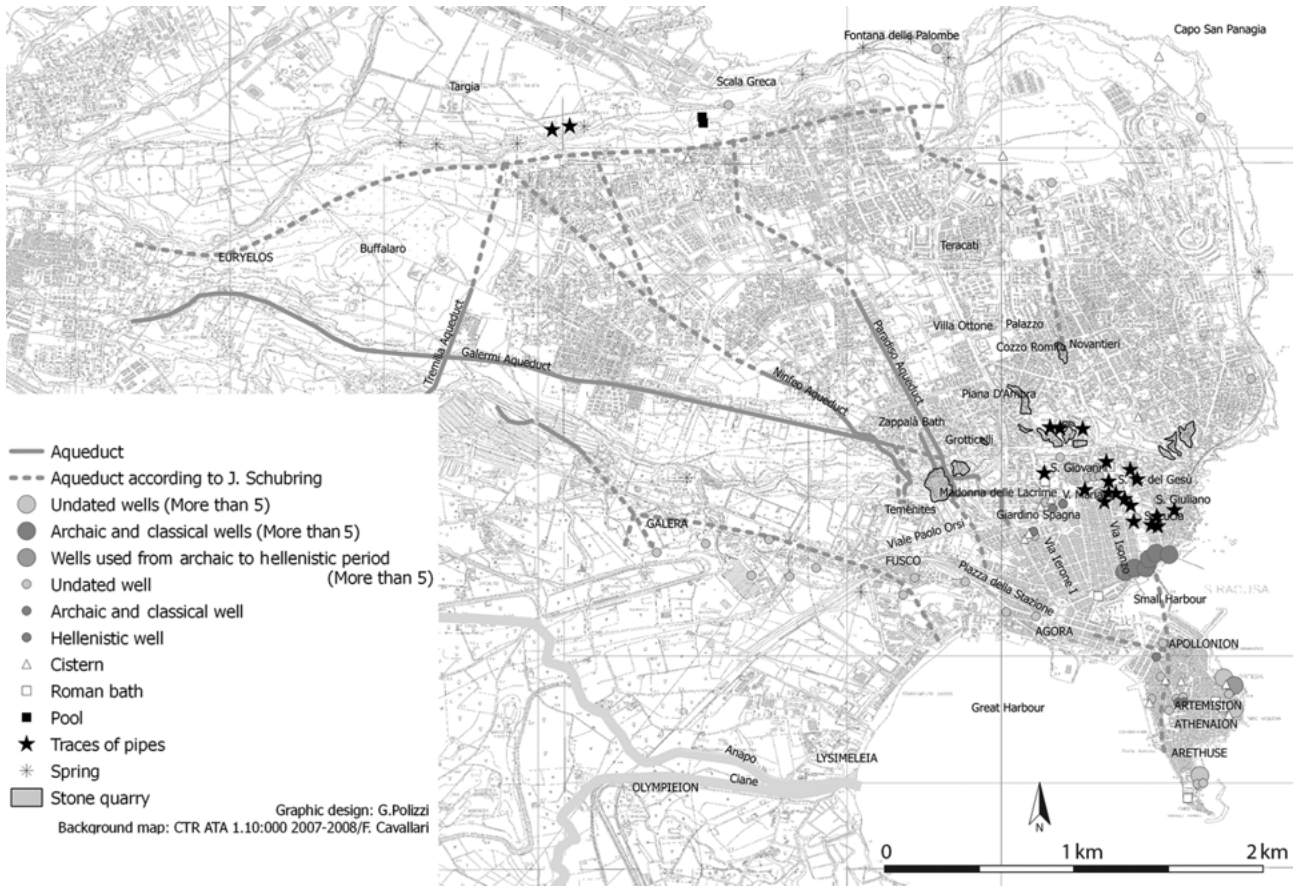 Capo San Panagia
Fontana delle Palombe
Scala Greca
Targia
Teracati
EURYELOS
Buffalaro
Tremilia Aqueduct
Galermi Aqueduct
Paradiso Aqueduct
Ninfeo Aqueduct
Villa Ottone
Palazzo
Cozzo Romito
Novantieri
Piana D'Ambra
Zappalà Bath
Grotticelli
S. Giovanni
del Gesù
Madonna delle Lacrime
S. Giuliano
Temenites
Giardino Spagna
S. Lucia
GALERA
Viale Paolo Orsi
Via Ierone I
Via Isonzo
FUSCO
Piazza della Stazione
Small Harbour
SIRACUSA
AGORA
APOLLONION
ARTEMISION
Great Harbour
ATHENAION
ARETHUSE
Anapo
LYSIMELEIA
Ciane
OLYMPIEION
Aqueduct
Aqueduct according to J. Schubring
Undated wells (More than 5)
Archaic and classical wells (More than 5)
Wells used from archaic to hellenistic period
(More than 5)
Undated well
Archaic and classical well
Hellenistic well
Cistern
Roman bath
Pool
Traces of pipes
Spring
Stone quarry
Graphic design: G.Polizzi
Background map: CTR ATA 1.10:000 2007-2008/F. Cavallari
N
0 1 km 2 km